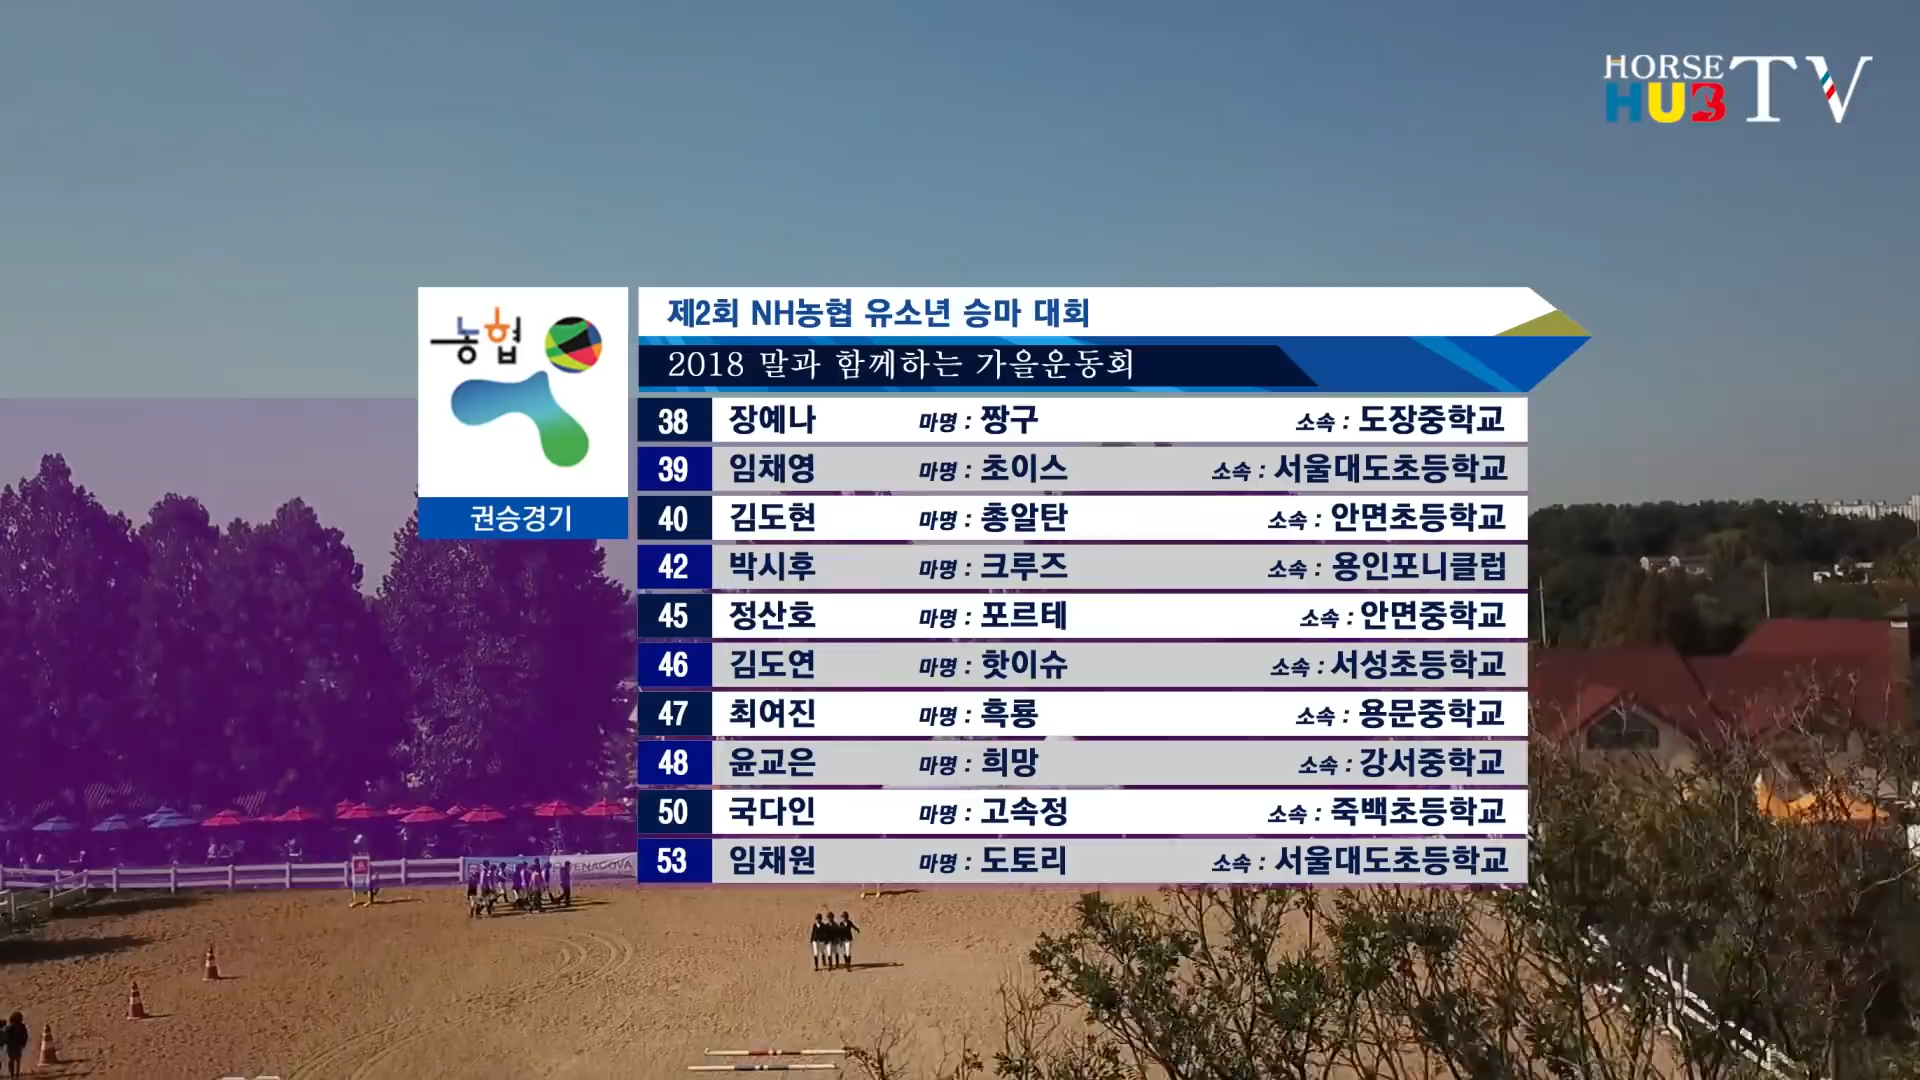 HORSE
HUB TV
농협
권승경기
제2회 NH농협 유소년 승마 대회
2018 말과 함께하는 가을운동회
38 장예나 마명 : 짱구 소속 : 도장중학교
39 임채영 마명 : 초이스 소속 : 서울대도초등학교
40 김도현 마명 : 총알탄 소속 : 안면초등학교
42 박시후 마명 : 크루즈 소속 : 용인포니클럽
45 정산호 마명 : 포르테 소속 : 안면중학교
46 김도연 마명 : 핫이슈 소속 : 서성초등학교
47 최여진 마명 : 흑룡 소속 : 용문중학교
48 윤교은 마명 : 희망 소속 : 강서중학교
50 국다인 마명 : 고속정 소속 : 죽백초등학교
53 임채원 마명 : 도토리 소속 : 서울대도초등학교